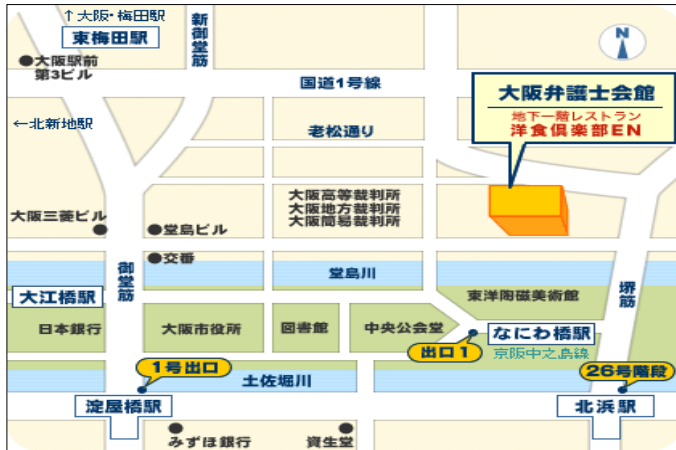 ↑大阪・梅田駅
東梅田駅
新御堂筋
N
●大阪駅前
第3ビル
国道1号線
大阪弁護士会館
地下一階レストラン
洋食倶楽部EN
←北新地駅
老松通り
大阪高等裁判所
大阪地方裁判所
大阪簡易裁判所
大阪三菱ビル
●堂島ビル
●交番
御堂筋
堂島川
堺筋
大江橋駅
東洋陶磁美術館
日本銀行
大阪市役所
図書館
中央公会堂
なにわ橋駅
出口1
京阪中之島線
1号出口
土佐堀川
26号階段
淀屋橋駅
北浜駅
みずほ銀行
資生堂